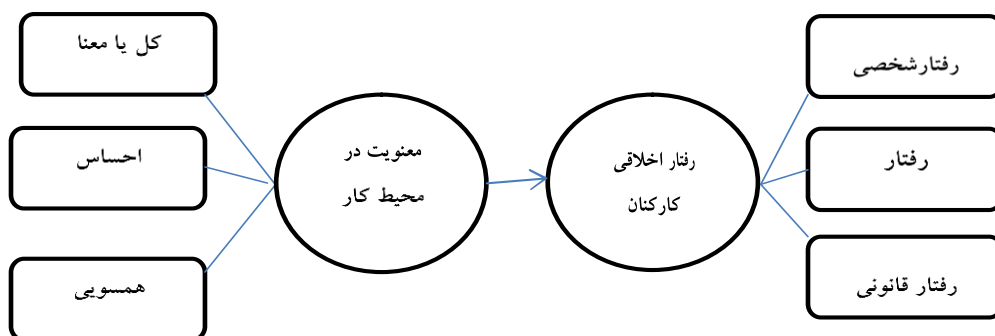 کل یا معنا
احساس
همسویی
معنویت در
محیط کار
رفتار اخلاقی
کارکنان
رفتارشخصی
رفتار
رفتار قانونی